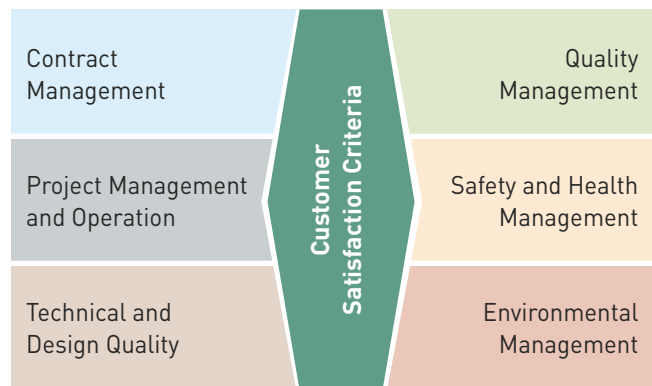 Contract
Management
Project Management
and Operation
Technical and
Design Quality
Customer
Satisfaction Criteria
Quality
Management
Safety and Health
Management
Environmental
Management